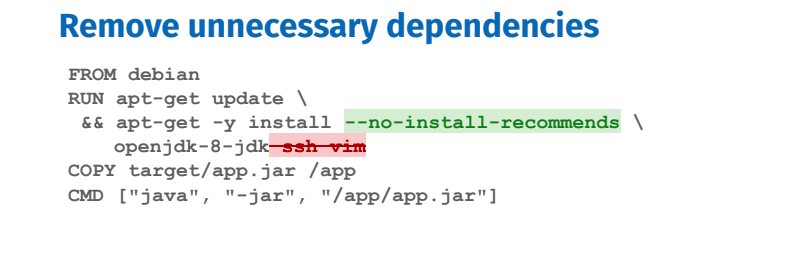 Remove unnecessary dependencies
FROM debian
RUN apt-get update \
&& apt-get -y install --no-install-recommends \
openjdk-8-jdk ssh vim
COPY target/app.jar /app
CMD ["java", "-jar", "/app/app.jar"]